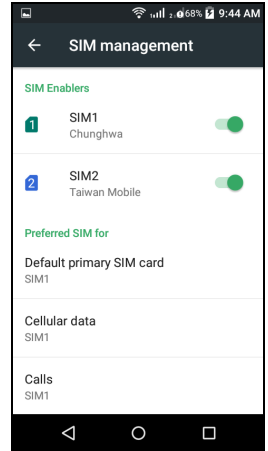 68% 9:44 AM
SIM management
SIM Enablers
1
SIM1
Chunghwa
2
SIM2
Taiwan Mobile
Preferred SIM for
Default primary SIM card
SIM1
Cellular data
SIM1
Calls
SIM1